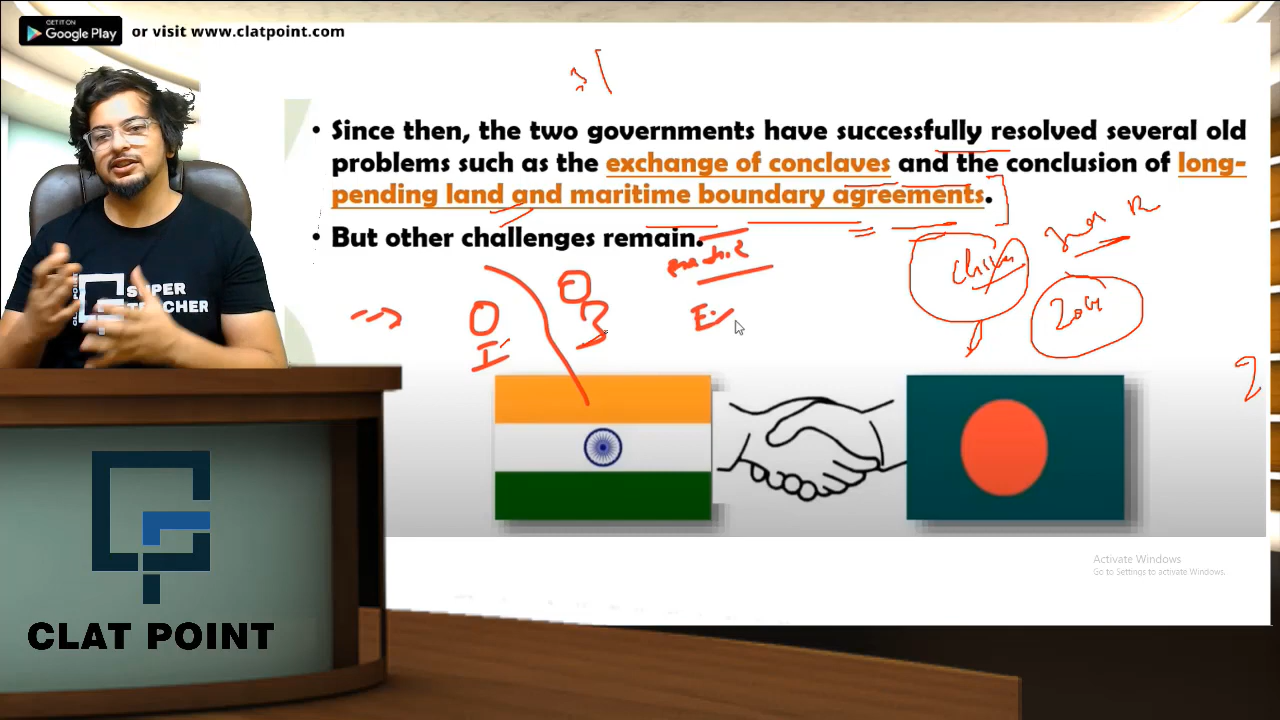 GET IT ON
Google Play
or visit www.clatpoint.com
• Since then, the two governments have successfully resolved several old
problems such as the exchange of conclaves and the conclusion of long-
pending land and maritime boundary agreements.
• But other challenges remain.
SUPER
TEACHER
CLAT POINT
Activate Windows
Go to Settings to activate Windows.